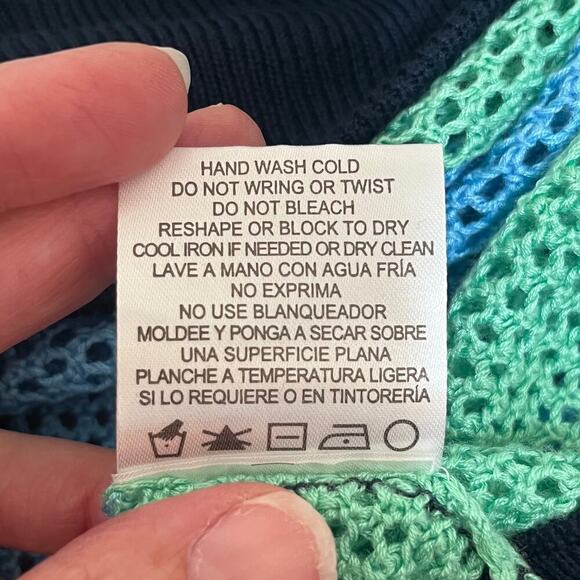 HAND WASH COLD
DO NOT WRING OR TWIST
DO NOT BLEACH
RESHAPE OR BLOCK TO DRY
COOL IRON IF NEEDED OR DRY CLEAN
LAVE A MANO CON AGUA FRÍA
NO EXPRIMA
NO USE BLANQUEADOR
MOLDEE Y PONGA A SECAR SOBRE
UNA SUPERFICIE PLANA
PLANCHE A TEMPERATURA LIGERA
SI LO REQUIERE O EN TINTORERÍA